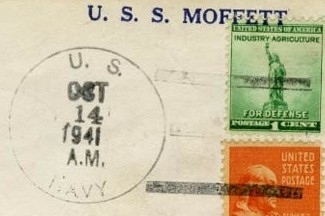 U. S. S. MOFFETT
U. S.
OCT
14
1941
A.M.
NAVY
UNITED STATES OF AMERICA
INDUSTRY-AGRICULTURE
FOR DEFENSE
POSTAGE 1 CENT
UNITED
STATES
POSTAGE